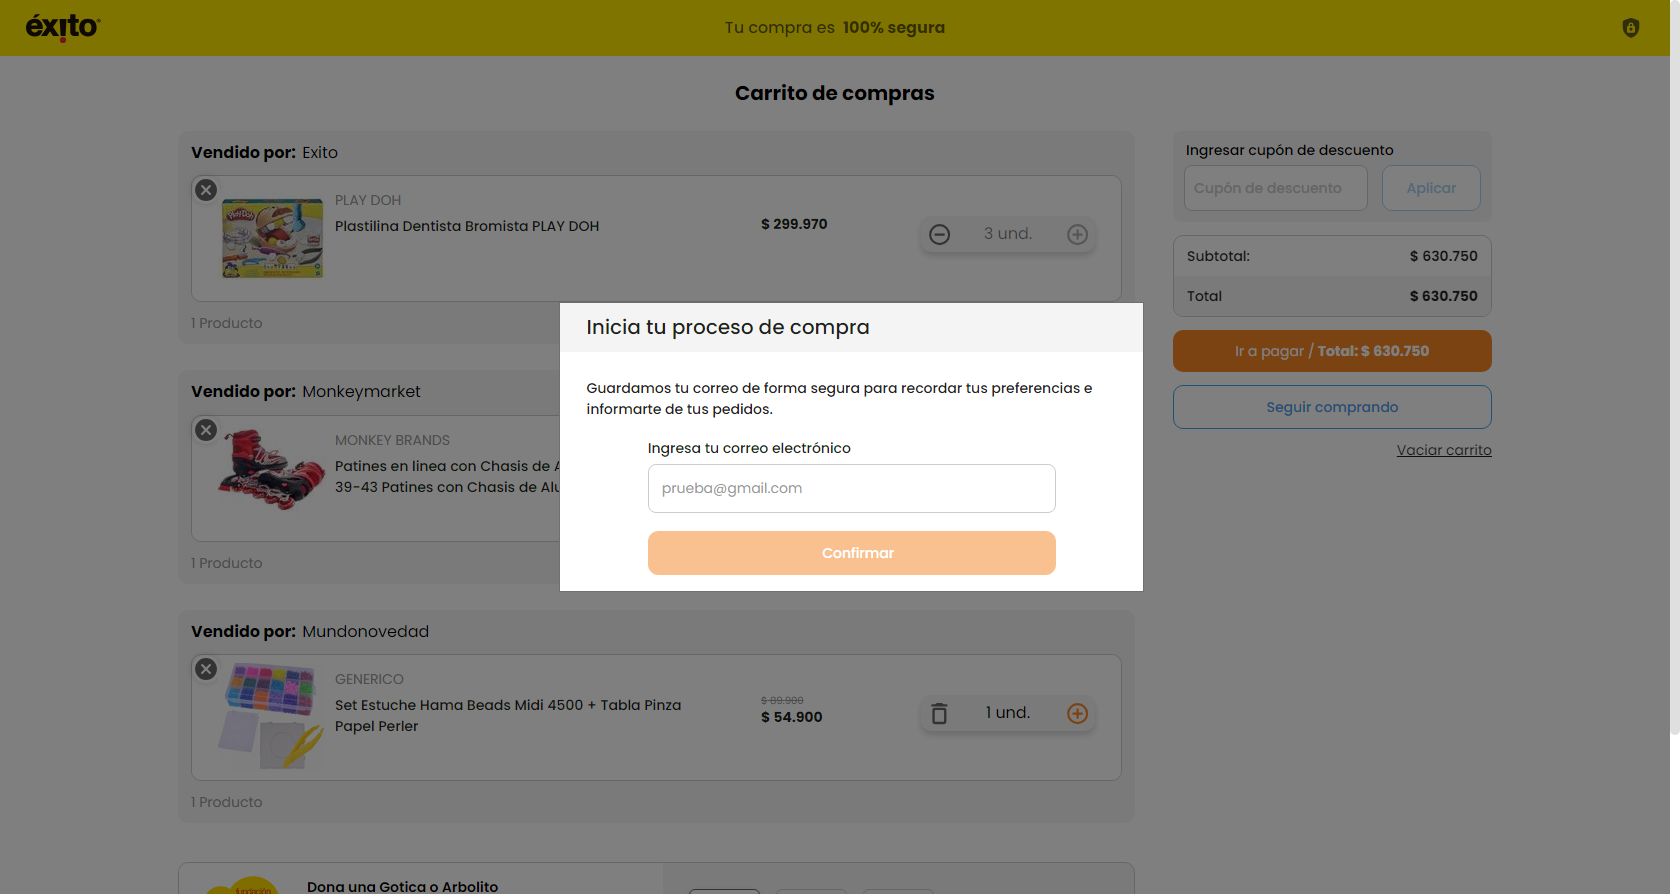 éxito
Tu compra es 100% segura
Carrito de compras
Vendido por: Exito
PLAY DOH
Plastilina Dentista Bromista PLAY DOH
$ 299.970
3 und.
1 Producto
Vendido por: Monkeymarket
MONKEY BRANDS
Patines en linea con Chasis de A
39-43 Patines con Chasis de Alu
1 Producto
Vendido por: Mundonovedad
GENERICO
Set Estuche Hama Beads Midi 4500 + Tabla Pinza
Papel Perler
$ 89.900
$ 54.900
1 und.
1 Producto
fundación
Dona una Gotica o Arbolito
Ingresar cupón de descuento
Cupón de descuento
Aplicar
Subtotal: $ 630.750
Total $ 630.750
Ir a pagar / Total: $ 630.750
Seguir comprando
Vaciar carrito
Inicia tu proceso de compra
Guardamos tu correo de forma segura para recordar tus preferencias e
informarte de tus pedidos.
Ingresa tu correo electrónico
prueba@gmail.com
Confirmar